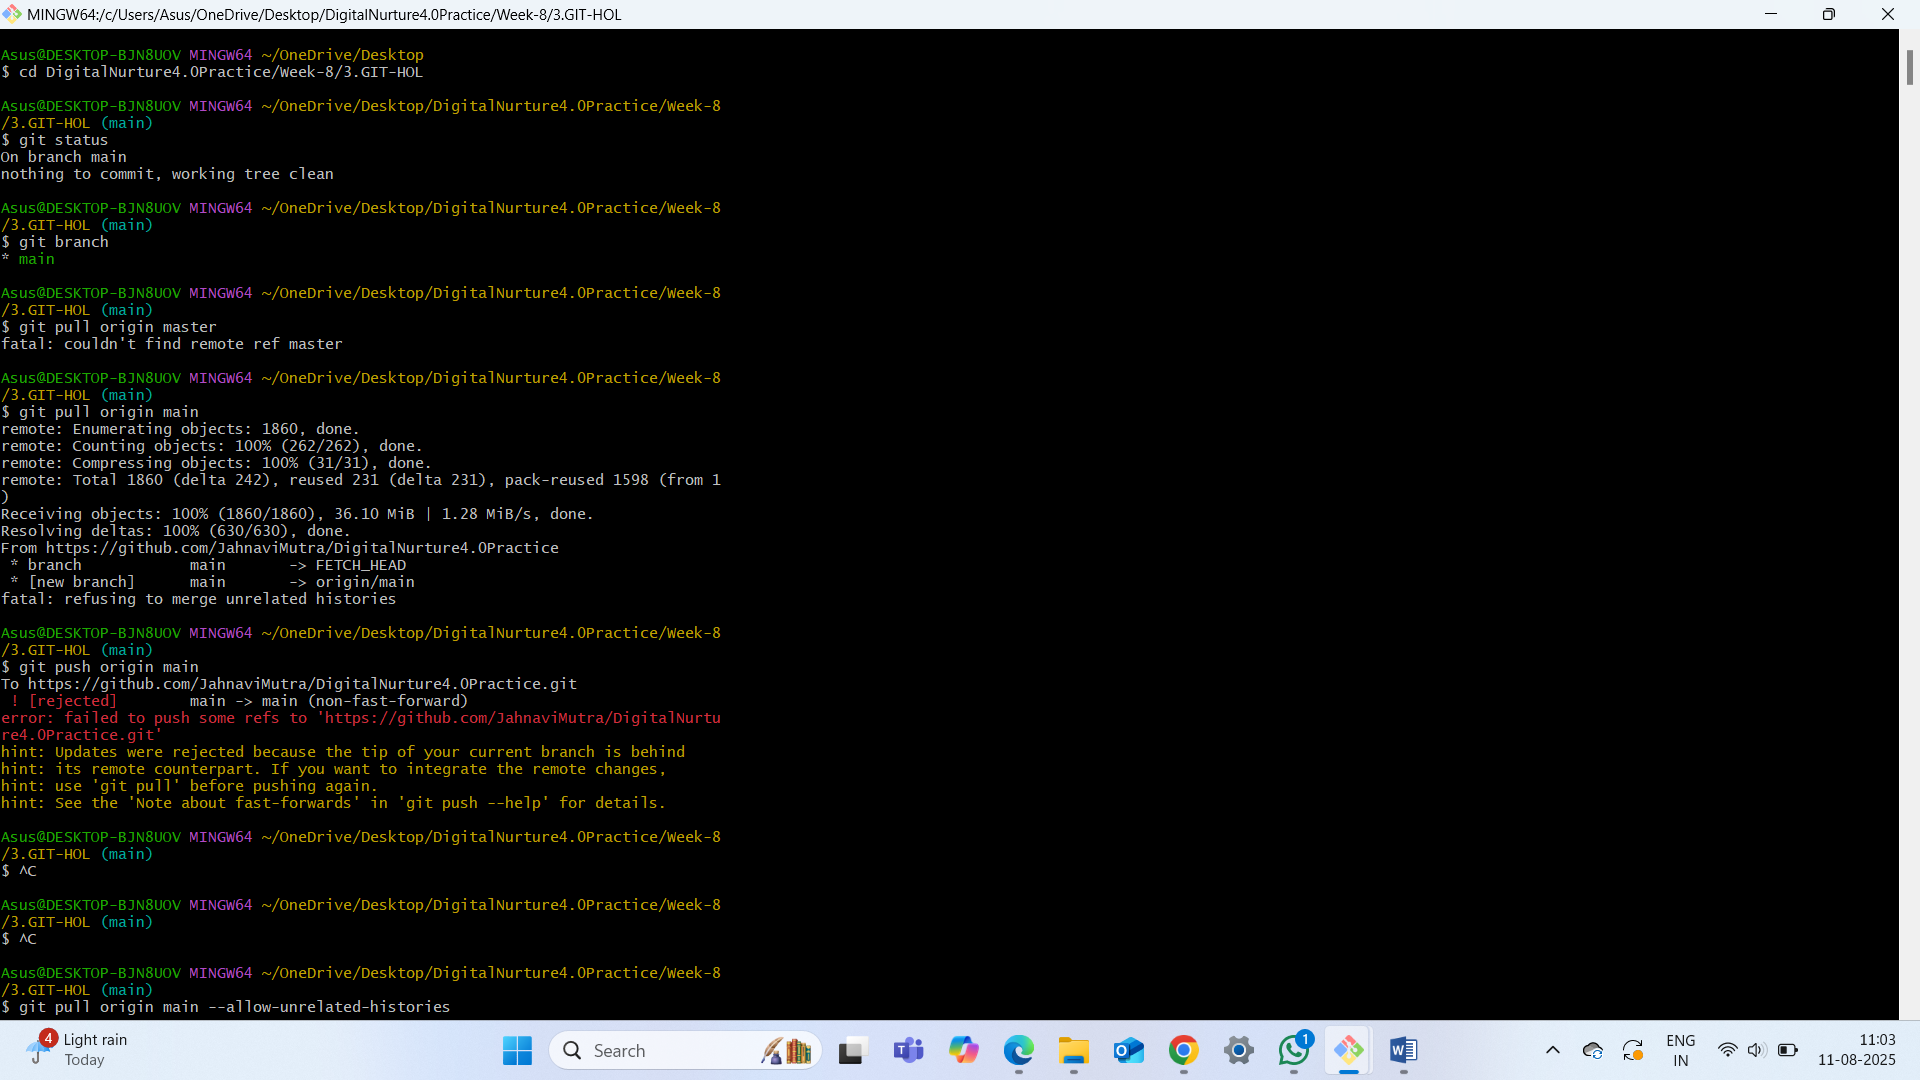 MINGW64:/c/Users/Asus/OneDrive/Desktop/DigitalNurture4.0Practice/Week-8/3.GIT-HOL
Asus@DESKTOP-BJN8UOV MINGW64 ~/OneDrive/Desktop
$ cd DigitalNurture4.0Practice/Week-8/3.GIT-HOL
Asus@DESKTOP-BJN8UOV MINGW64 ~/OneDrive/Desktop/DigitalNurture4.0Practice/Week-8
/3.GIT-HOL (main)
$ git status
On branch main
nothing to commit, working tree clean
Asus@DESKTOP-BJN8UOV MINGW64 ~/OneDrive/Desktop/DigitalNurture4.0Practice/Week-8
/3.GIT-HOL (main)
$ git branch
* main
Asus@DESKTOP-BJN8UOV MINGW64 ~/OneDrive/Desktop/DigitalNurture4.0Practice/Week-8
/3.GIT-HOL (main)
$ git pull origin master
fatal: couldn't find remote ref master
Asus@DESKTOP-BJN8UOV MINGW64 ~/OneDrive/Desktop/DigitalNurture4.0Practice/Week-8
/3.GIT-HOL (main)
$ git pull origin main
remote: Enumerating objects: 1860, done.
remote: Counting objects: 100% (262/262), done.
remote: Compressing objects: 100% (31/31), done.
remote: Total 1860 (delta 242), reused 231 (delta 231), pack-reused 1598 (from 1
)
Receiving objects: 100% (1860/1860), 36.10 MiB | 1.28 MiB/s, done.
Resolving deltas: 100% (630/630), done.
From https://github.com/JahnaviMutra/DigitalNurture4.0Practice
* branch main -> FETCH_HEAD
* [new branch] main -> origin/main
fatal: refusing to merge unrelated histories
Asus@DESKTOP-BJN8UOV MINGW64 ~/OneDrive/Desktop/DigitalNurture4.0Practice/Week-8
/3.GIT-HOL (main)
$ git push origin main
To https://github.com/JahnaviMutra/DigitalNurture4.0Practice.git
! [rejected] main -> main (non-fast-forward)
error: failed to push some refs to 'https://github.com/JahnaviMutra/DigitalNurtu
re4.0Practice.git'
hint: Updates were rejected because the tip of your current branch is behind
hint: its remote counterpart. If you want to integrate the remote changes,
hint: use 'git pull' before pushing again.
hint: See the 'Note about fast-forwards' in 'git push --help' for details.
Asus@DESKTOP-BJN8UOV MINGW64 ~/OneDrive/Desktop/DigitalNurture4.0Practice/Week-8
/3.GIT-HOL (main)
$ ^C
Asus@DESKTOP-BJN8UOV MINGW64 ~/OneDrive/Desktop/DigitalNurture4.0Practice/Week-8
/3.GIT-HOL (main)
$ ^C
Asus@DESKTOP-BJN8UOV MINGW64 ~/OneDrive/Desktop/DigitalNurture4.0Practice/Week-8
/3.GIT-HOL (main)
$ git pull origin main --allow-unrelated-histories
4 Light rain
Today
Search
1
ENG
IN
11:03
11-08-2025